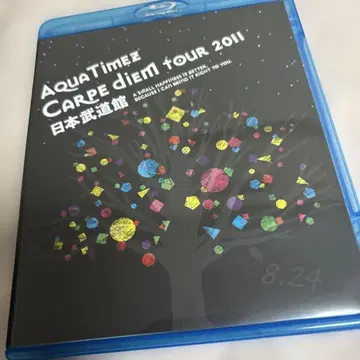 AQUA TIMEZ
CARPE DIEM TOUR 2011
日本武道館
A SMALL HAPPINESS IS BETTER,
BECAUSE I CAN BRING IT RIGHT TO YOU.
8.24